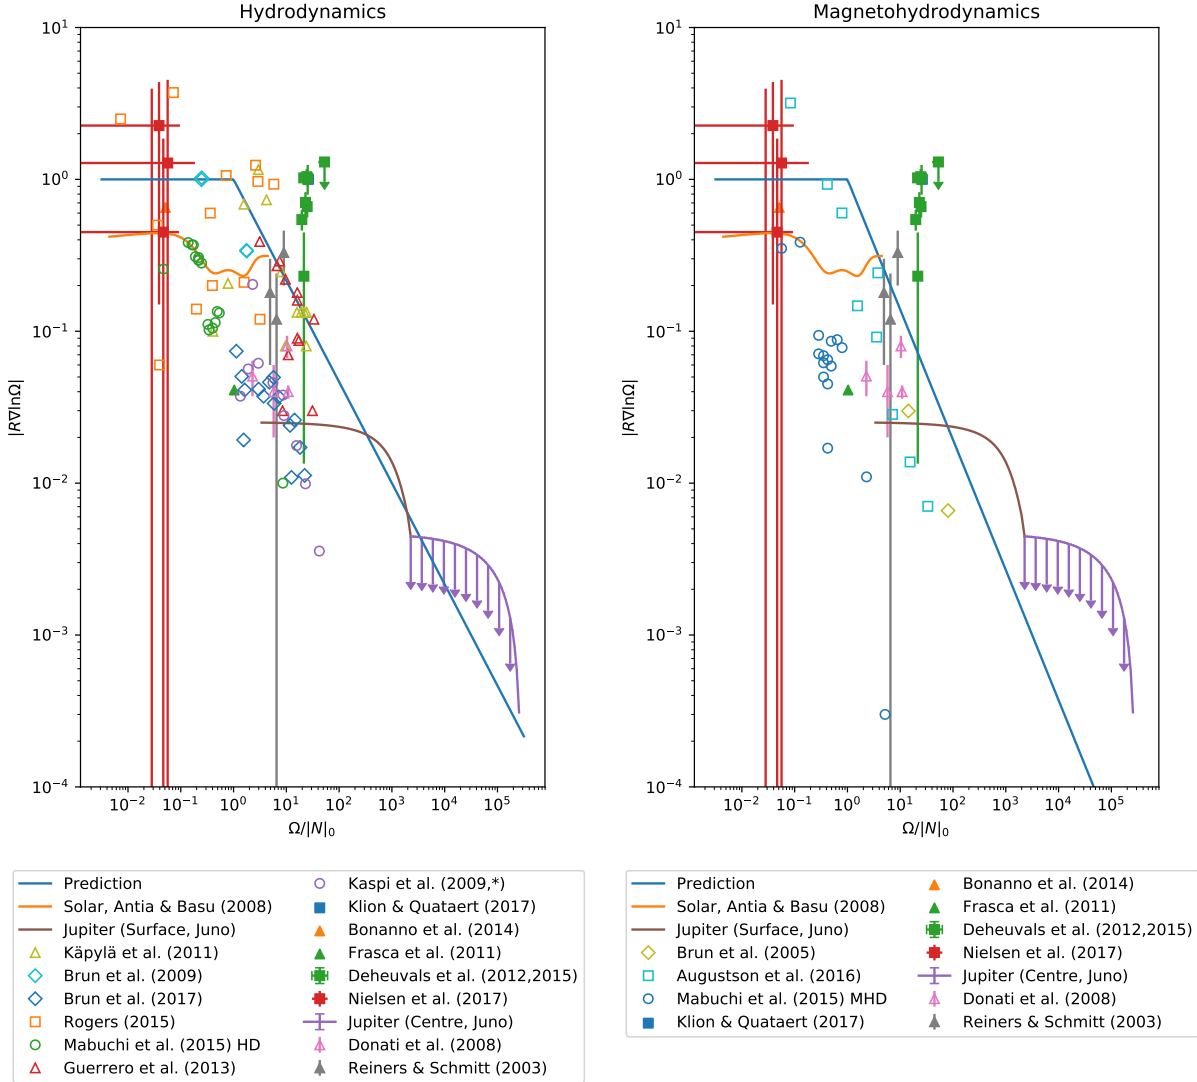 Hydrodynamics
10^1
10^0
10^−1
10^−2
10^−3
10^−4
|R∇lnΩ|
10^−2 10^−1 10^0 10^1 10^2 10^3 10^4 10^5
Ω/|N|_0
Prediction
Solar, Antia & Basu (2008)
Jupiter (Surface, Juno)
Käpylä et al. (2011)
Brun et al. (2009)
Brun et al. (2017)
Rogers (2015)
Mabuchi et al. (2015) HD
Guerrero et al. (2013)
Kaspi et al. (2009,*)
Klion & Quataert (2017)
Bonanno et al. (2014)
Frasca et al. (2011)
Deheuvals et al. (2012,2015)
Nielsen et al. (2017)
Jupiter (Centre, Juno)
Donati et al. (2008)
Reiners & Schmitt (2003)
Magnetohydrodynamics
10^1
10^0
10^−1
10^−2
10^−3
10^−4
|R∇lnΩ|
10^−2 10^−1 10^0 10^1 10^2 10^3 10^4 10^5
Ω/|N|_0
Prediction
Solar, Antia & Basu (2008)
Jupiter (Surface, Juno)
Brun et al. (2005)
Augustson et al. (2016)
Mabuchi et al. (2015) MHD
Klion & Quataert (2017)
Bonanno et al. (2014)
Frasca et al. (2011)
Deheuvals et al. (2012,2015)
Nielsen et al. (2017)
Jupiter (Centre, Juno)
Donati et al. (2008)
Reiners & Schmitt (2003)